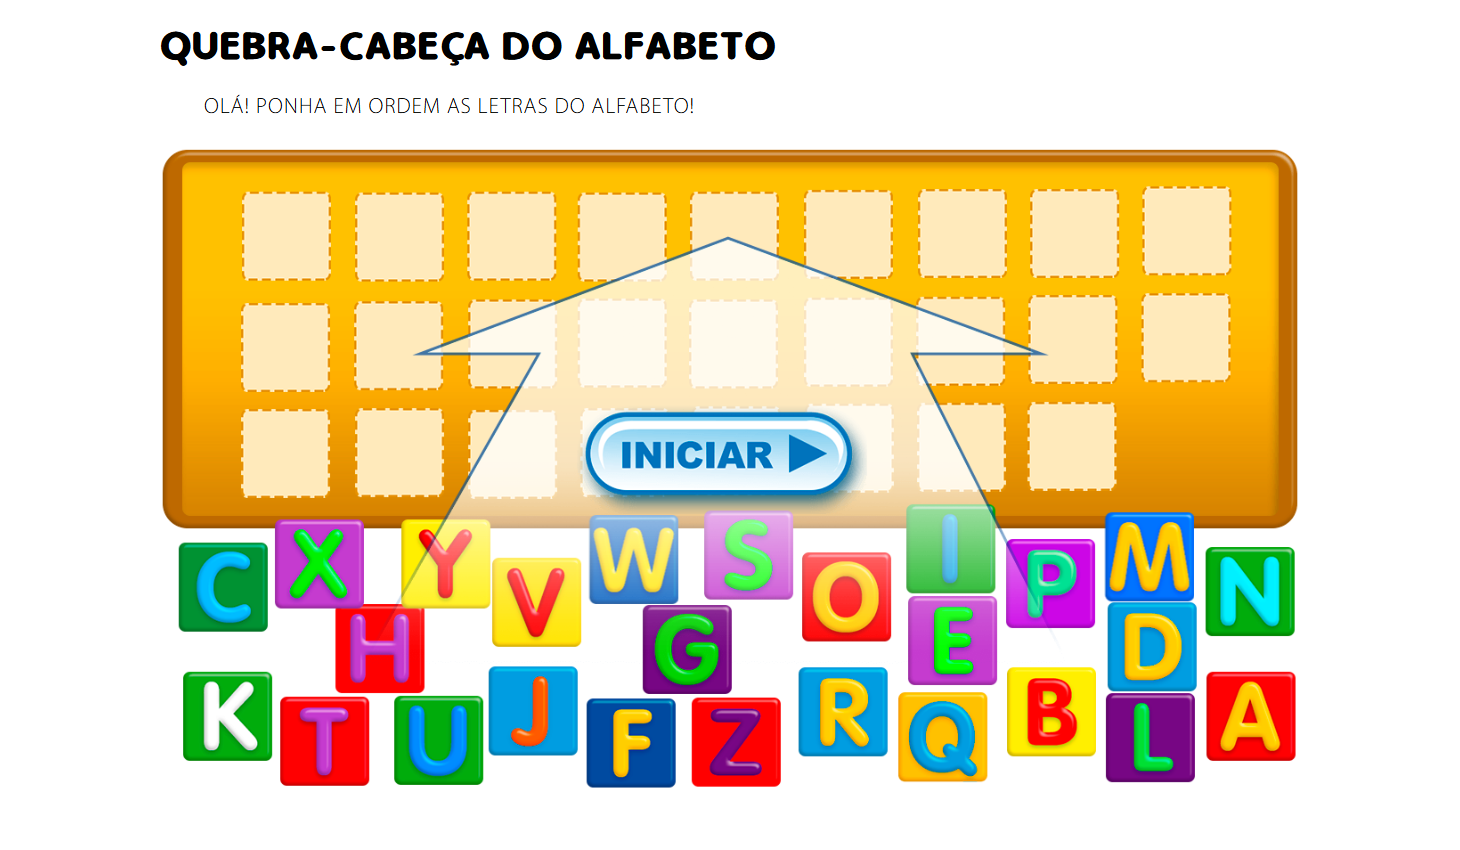 QUEBRA-CABEÇA DO ALFABETO
OLÁ! PONHA EM ORDEM AS LETRAS DO ALFABETO!
INICIAR
C X Y V W S O I P M N
H G E D
K T U J F Z R Q B L A